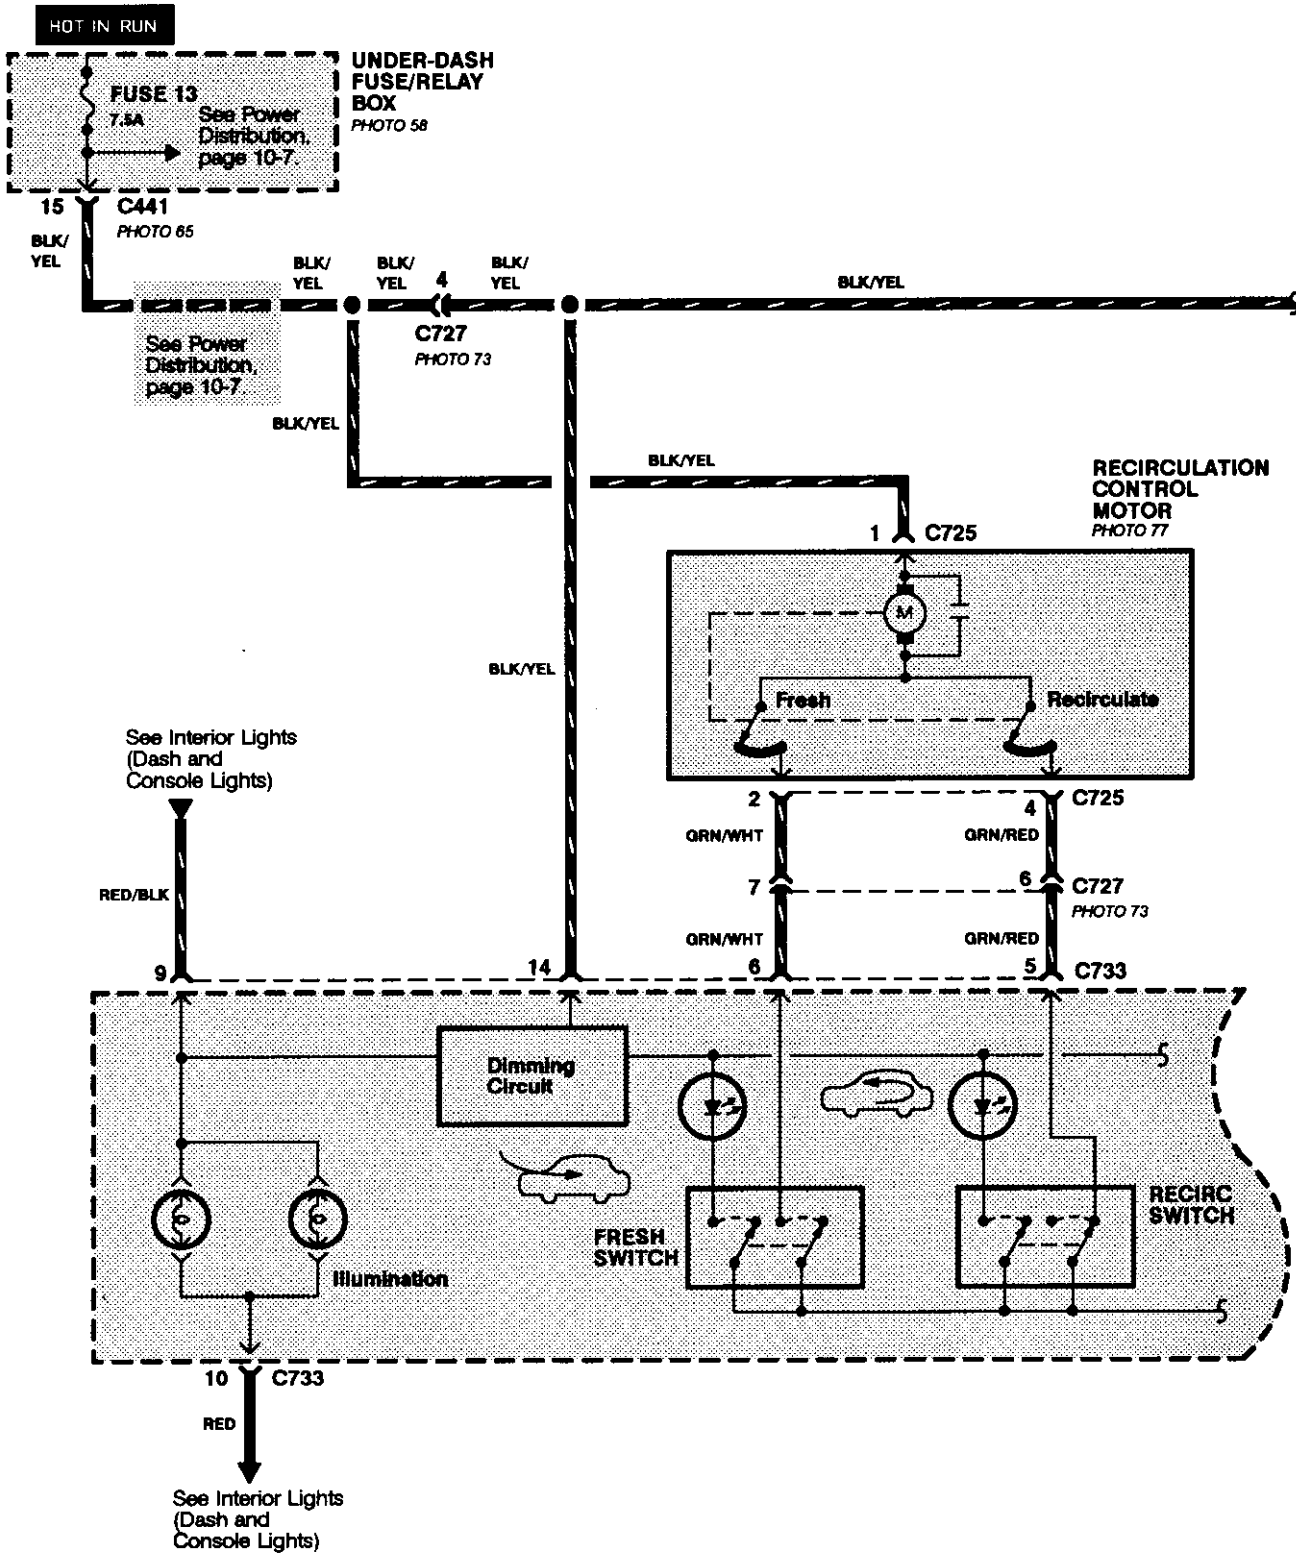 HOT IN RUN
UNDER-DASH
FUSE/RELAY
BOX
PHOTO 58
FUSE 13
7.5A
See Power
Distribution,
page 10-7.
15
C441
PHOTO 65
BLK/
YEL
BLK/
YEL
BLK/
YEL
4
BLK/
YEL
BLK/YEL
C727
PHOTO 73
See Power
Distribution,
page 10-7.
BLK/YEL
BLK/YEL
RECIRCULATION
CONTROL
MOTOR
PHOTO 77
1
C725
M
BLK/YEL
Fresh
Recirculate
See Interior Lights
(Dash and
Console Lights)
2
4
C725
GRN/WHT
GRN/RED
RED/BLK
7
6
C727
PHOTO 73
GRN/WHT
GRN/RED
9
14
6
5
C733
Dimming
Circuit
FRESH
SWITCH
RECIRC
SWITCH
Illumination
10
C733
RED
See Interior Lights
(Dash and
Console Lights)